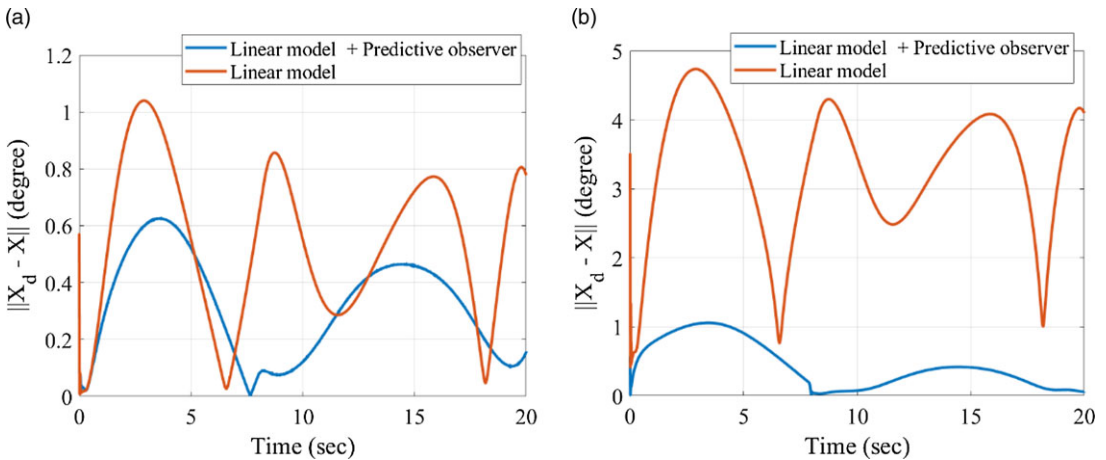 (a)
Linear model + Predictive observer
Linear model
1.2
1
0.8
0.6
0.4
0.2
0
0
5
10
15
20
||X_d - X|| (degree)
Time (sec)
(b)
Linear model + Predictive observer
Linear model
5
4
3
2
1
0
0
5
10
15
20
||X_d - X|| (degree)
Time (sec)